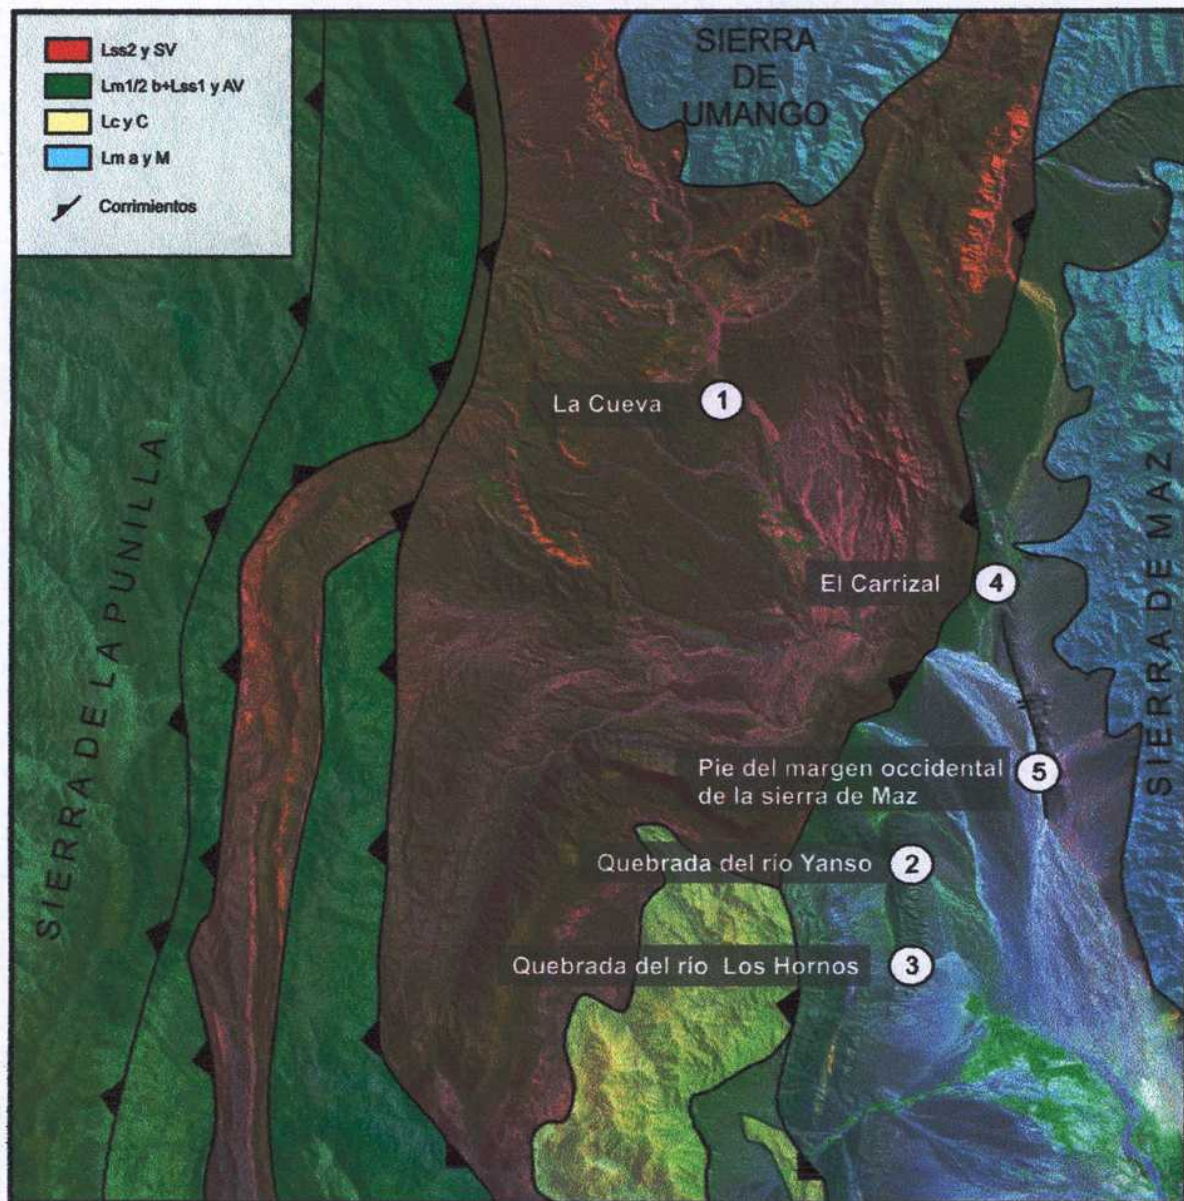 Lss2 y SV
Lm1/2 b+Lss1 y AV
Lc y C
Lm a y M
Corrimientos
SIERRA
DE
UMANGO
La Cueva
1
SIERRA DE LA PUNILLA
SIERRA DE MAZ
El Carrizal
4
Pie del margen occidental
de la sierra de Maz
5
Quebrada del río Yanso
2
Quebrada del río Los Hornos
3